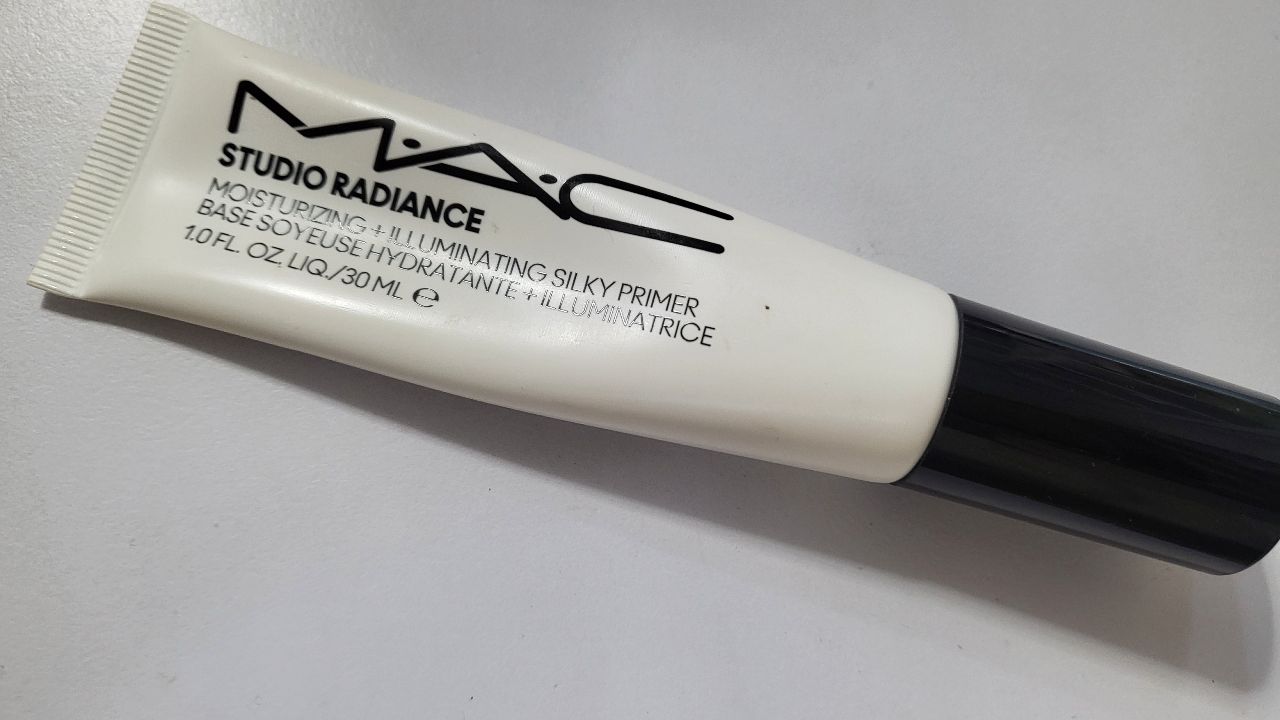 M·A·C
STUDIO RADIANCE
MOISTURIZING + ILLUMINATING SILKY PRIMER
BASE SOYEUSE HYDRATANTE + ILLUMINATRICE
1.0 FL. OZ. LIQ./30 ML ℮